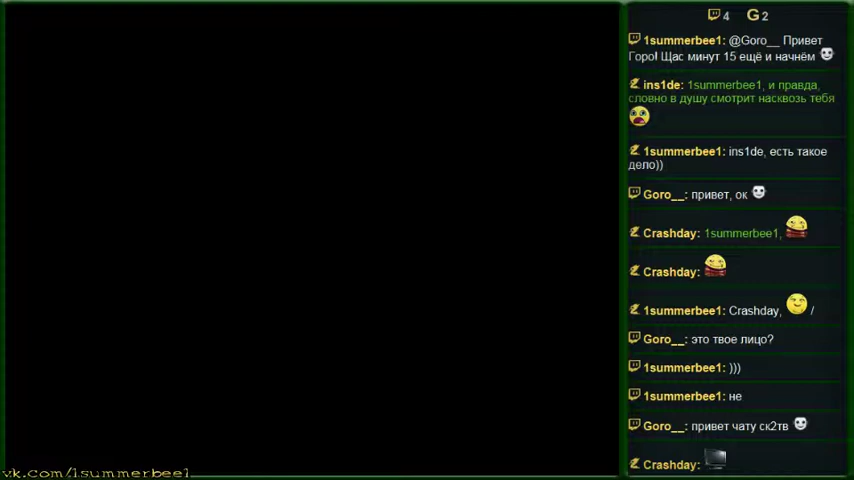 4 G 2
1summerbee1: @Goro__ Привет
Горо! Щас минут 15 ещё и начнём
ins1de: 1summerbee1, и правда,
словно в душу смотрит насквозь тебя
1summerbee1: ins1de, есть такое
дело))
Goro__: привет, ок
Crashday: 1summerbee1,
Crashday:
1summerbee1: Crashday, /
Goro__: это твое лицо?
1summerbee1: )))
1summerbee1: не
Goro__: привет чату ск2тв
Crashday:
vk.com/1summerbee1